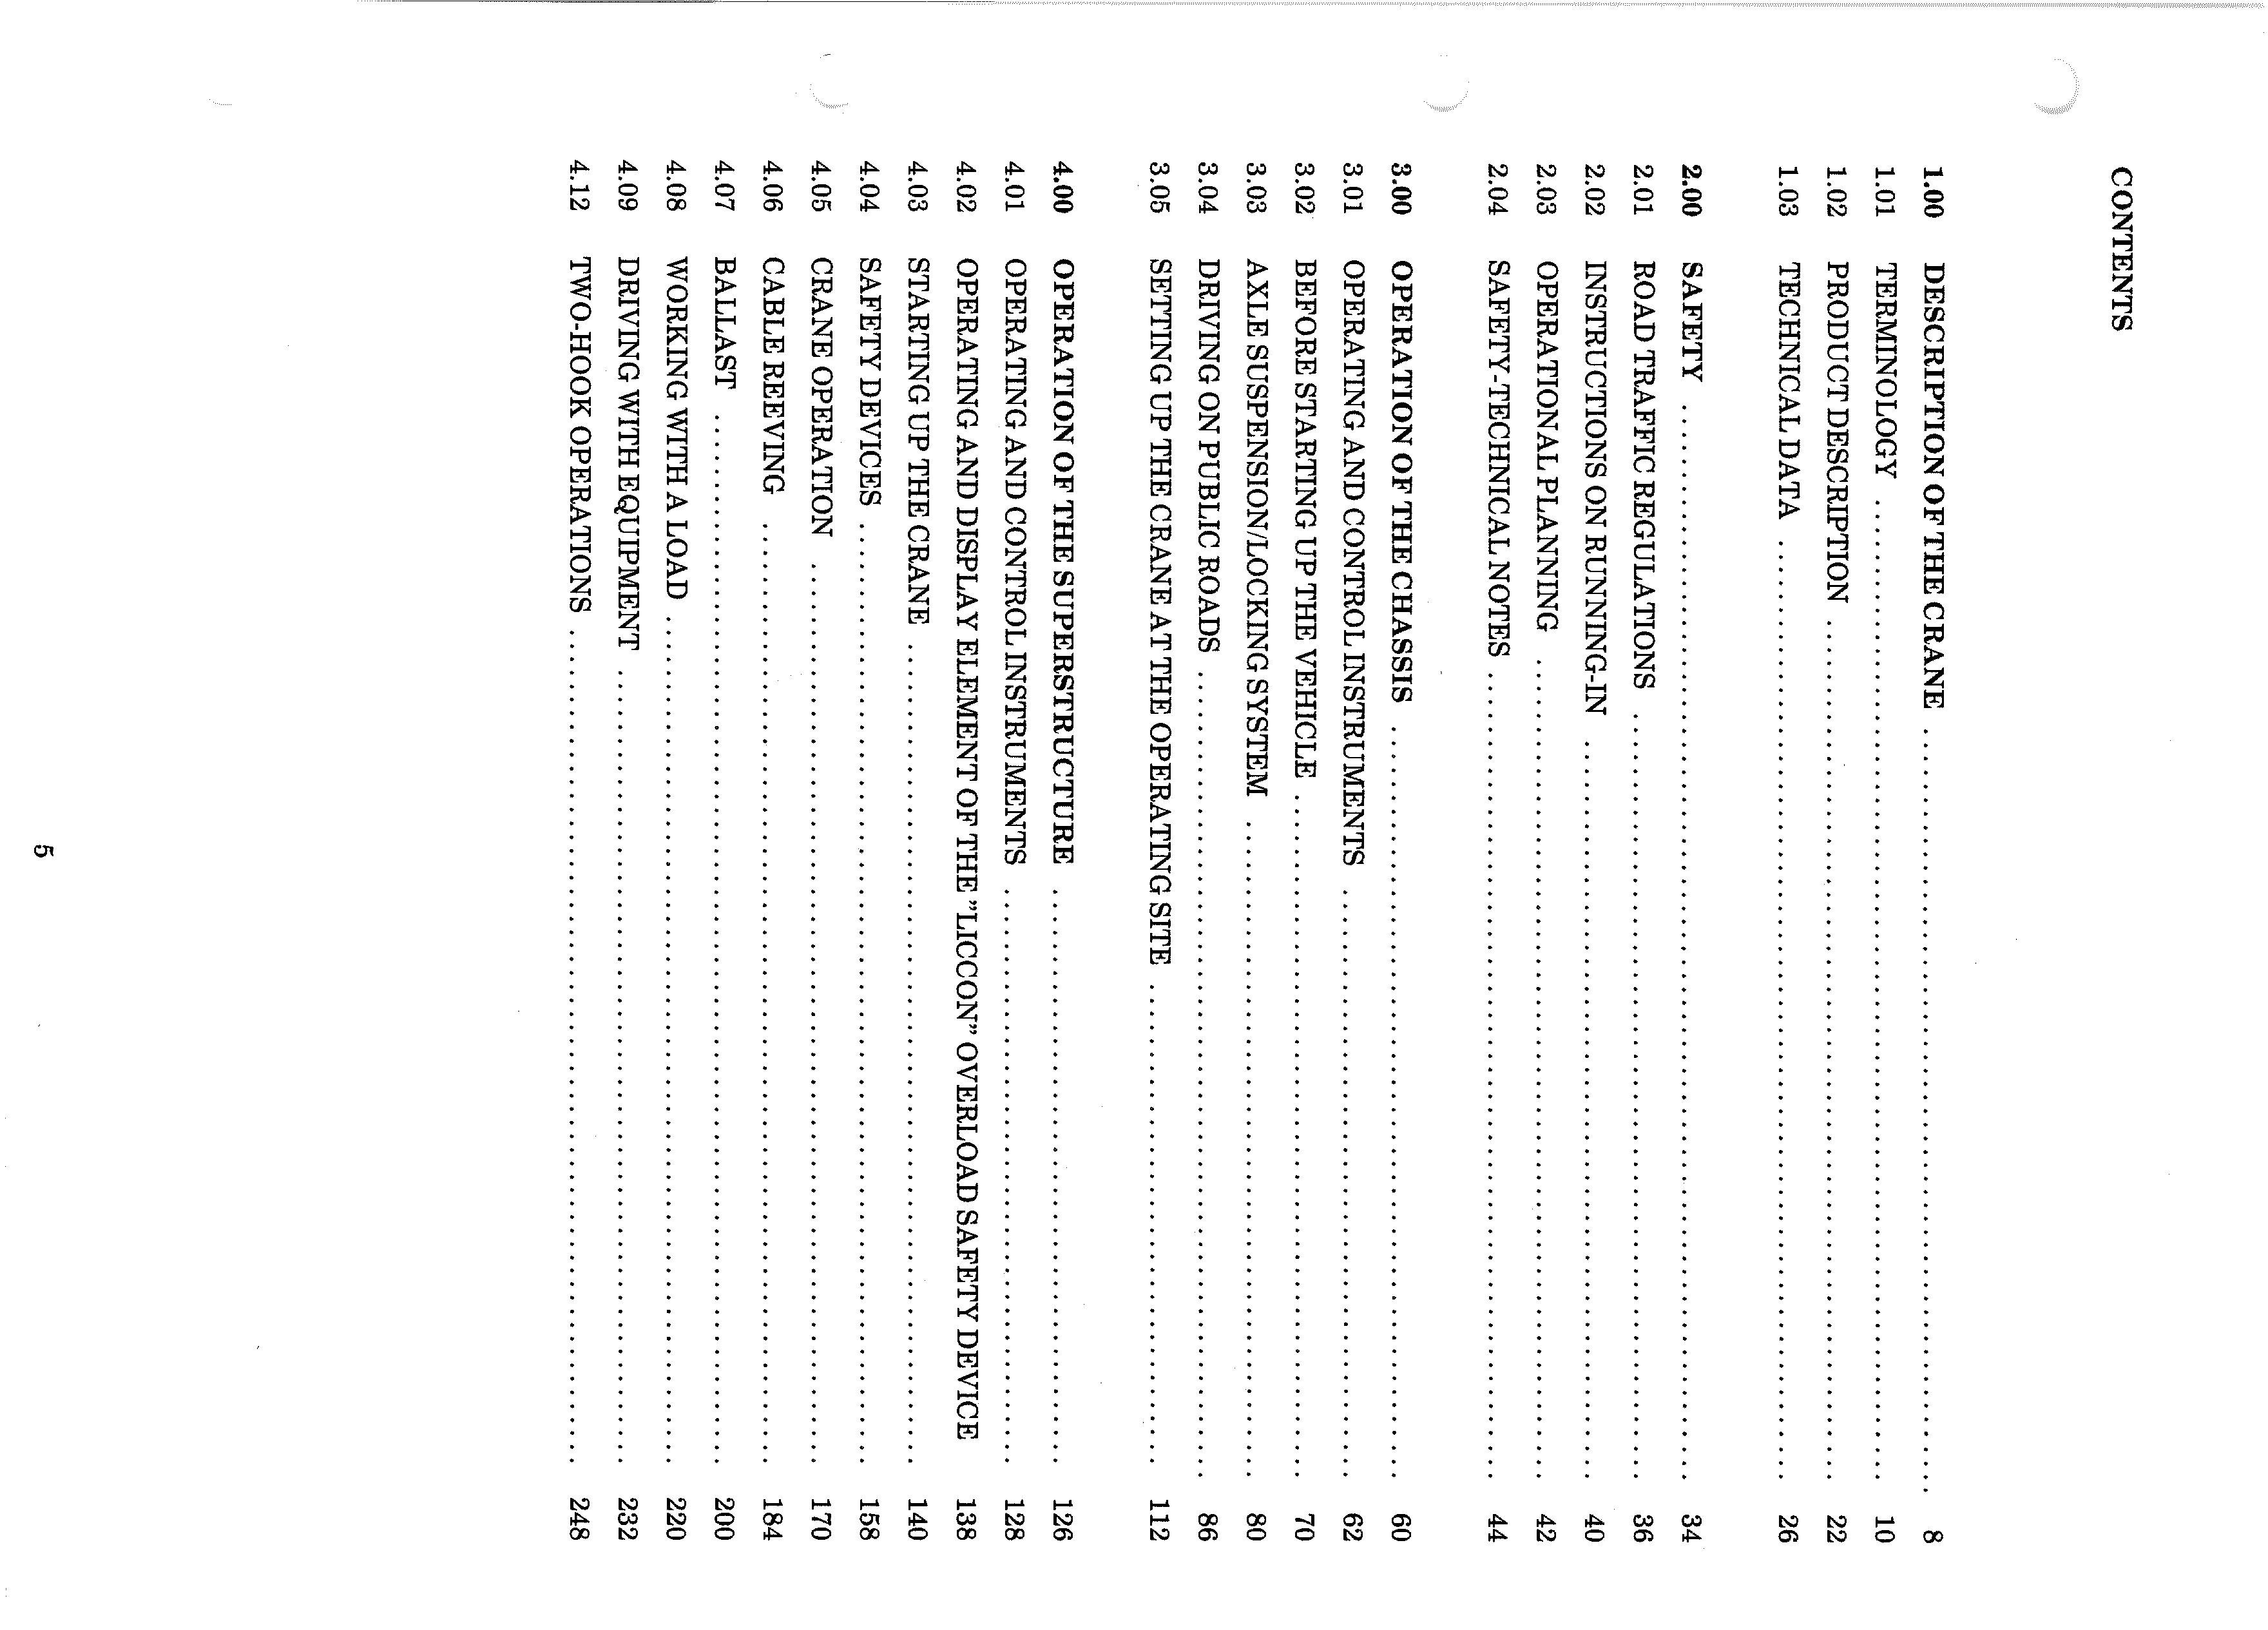 CONTENTS
1.00 DESCRIPTION OF THE CRANE ........................................................ 8
1.01 TERMINOLOGY ........................................................ 10
1.02 PRODUCT DESCRIPTION ........................................................ 22
1.03 TECHNICAL DATA ........................................................ 26
2.00 SAFETY ........................................................ 34
2.01 ROAD TRAFFIC REGULATIONS ........................................................ 36
2.02 INSTRUCTIONS ON RUNNING-IN ........................................................ 40
2.03 OPERATIONAL PLANNING ........................................................ 42
2.04 SAFETY-TECHNICAL NOTES ........................................................ 44
3.00 OPERATION OF THE CHASSIS ........................................................ 60
3.01 OPERATING AND CONTROL INSTRUMENTS ............................................ 62
3.02 BEFORE STARTING UP THE VEHICLE ................................................ 70
3.03 AXLE SUSPENSION/LOCKING SYSTEM ................................................ 80
3.04 DRIVING ON PUBLIC ROADS ........................................................ 86
3.05 SETTING UP THE CRANE AT THE OPERATING SITE .................................... 112
4.00 OPERATION OF THE SUPERSTRUCTURE ............................................ 126
4.01 OPERATING AND CONTROL INSTRUMENTS ............................................ 128
4.02 OPERATING AND DISPLAY ELEMENT OF THE ”LICCON” OVERLOAD SAFETY DEVICE 138
4.03 STARTING UP THE CRANE ........................................................ 140
4.04 SAFETY DEVICES ........................................................ 158
4.05 CRANE OPERATION ........................................................ 170
4.06 CABLE REEVING ........................................................ 184
4.07 BALLAST ........................................................ 200
4.08 WORKING WITH A LOAD ........................................................ 220
4.09 DRIVING WITH EQUIPMENT ........................................................ 232
4.12 TWO-HOOK OPERATIONS ........................................................ 248
5